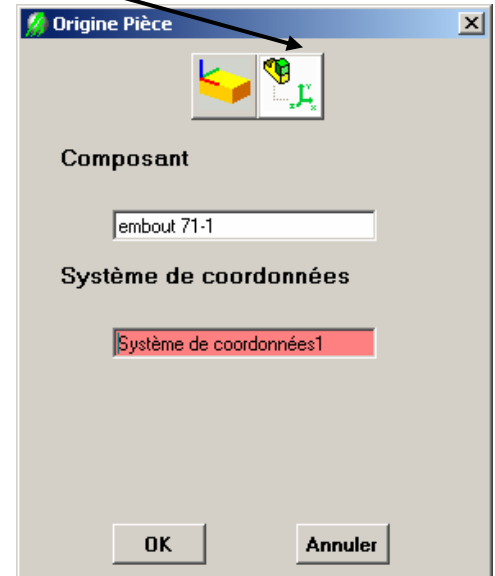 Origine Pièce
Composant
embout 71-1
Système de coordonnées
Système de coordonnées1
OK Annuler